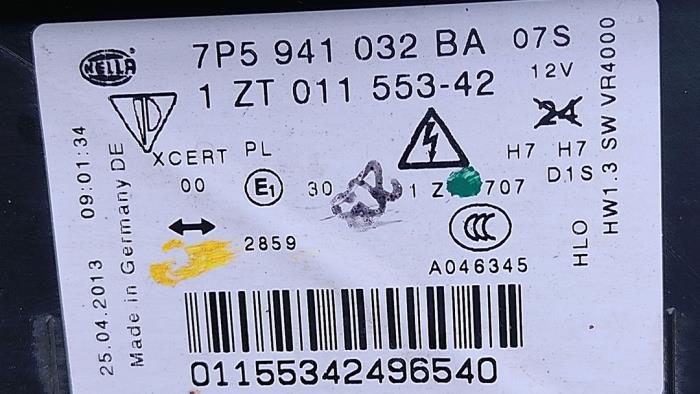 HELLA
7P5 941 032 BA 07S
1 ZT 011 553-42
12V
24
XCERT PL
H7 H7
00 E1 30
1 Z 707
D1S
CCC
2859
A046345
HLO
HW1.3 SW VR4000
25.04.2013 09:01:34
Made in Germany DE
01155342496540